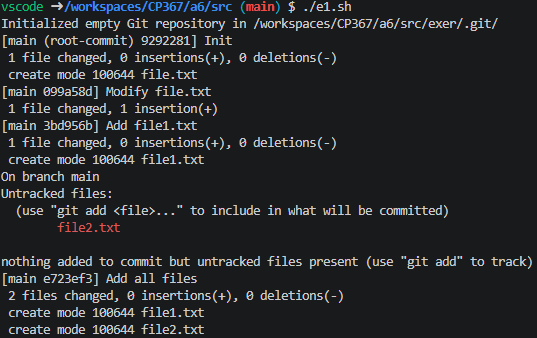 vscode ➜/workspaces/CP367/a6/src (main) $ ./e1.sh
Initialized empty Git repository in /workspaces/CP367/a6/src/exer/.git/
[main (root-commit) 9292281] Init
 1 file changed, 0 insertions(+), 0 deletions(-)
 create mode 100644 file.txt
[main 099a58d] Modify file.txt
 1 file changed, 1 insertion(+)
[main 3bd956b] Add file1.txt
 1 file changed, 0 insertions(+), 0 deletions(-)
 create mode 100644 file1.txt
On branch main
Untracked files:
  (use "git add <file>..." to include in what will be committed)
        file2.txt

nothing added to commit but untracked files present (use "git add" to track)
[main e723ef3] Add all files
 2 files changed, 0 insertions(+), 0 deletions(-)
 create mode 100644 file1.txt
 create mode 100644 file2.txt